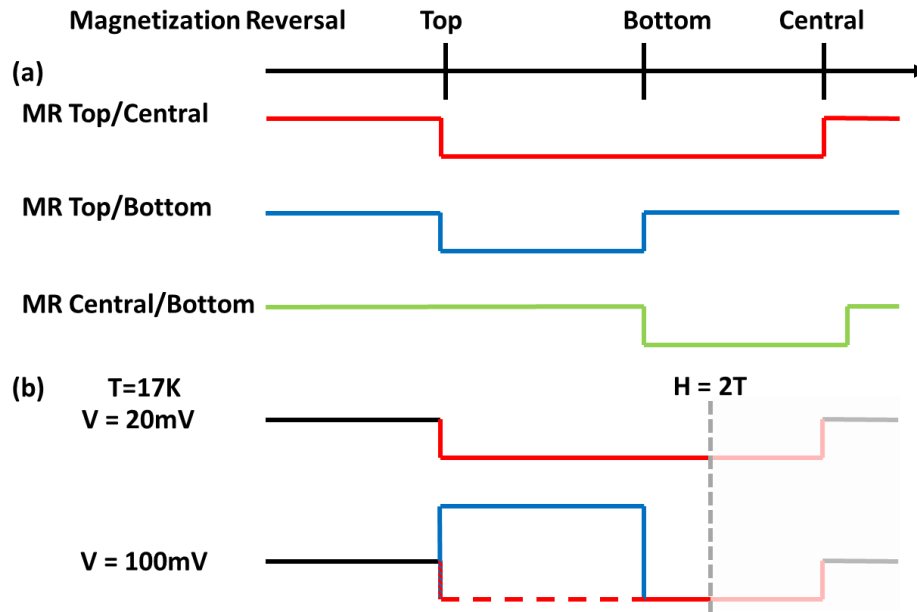 Magnetization Reversal Top Bottom Central
(a)
MR Top/Central
MR Top/Bottom
MR Central/Bottom
(b) T=17K H = 2T
V = 20mV
V = 100mV